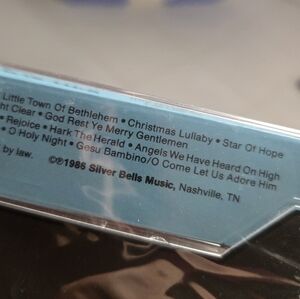 Little Town Of Bethlehem • Christmas Lullaby • Star Of Hope
ht Clear • God Rest Ye Merry Gentlemen
• Rejoice • Hark The Herald • Angels We Have Heard On High
• O Holy Night • Gesu Bambino/O Come Let Us Adore Him
by law.
©℗1986 Silver Bells Music, Nashville, TN